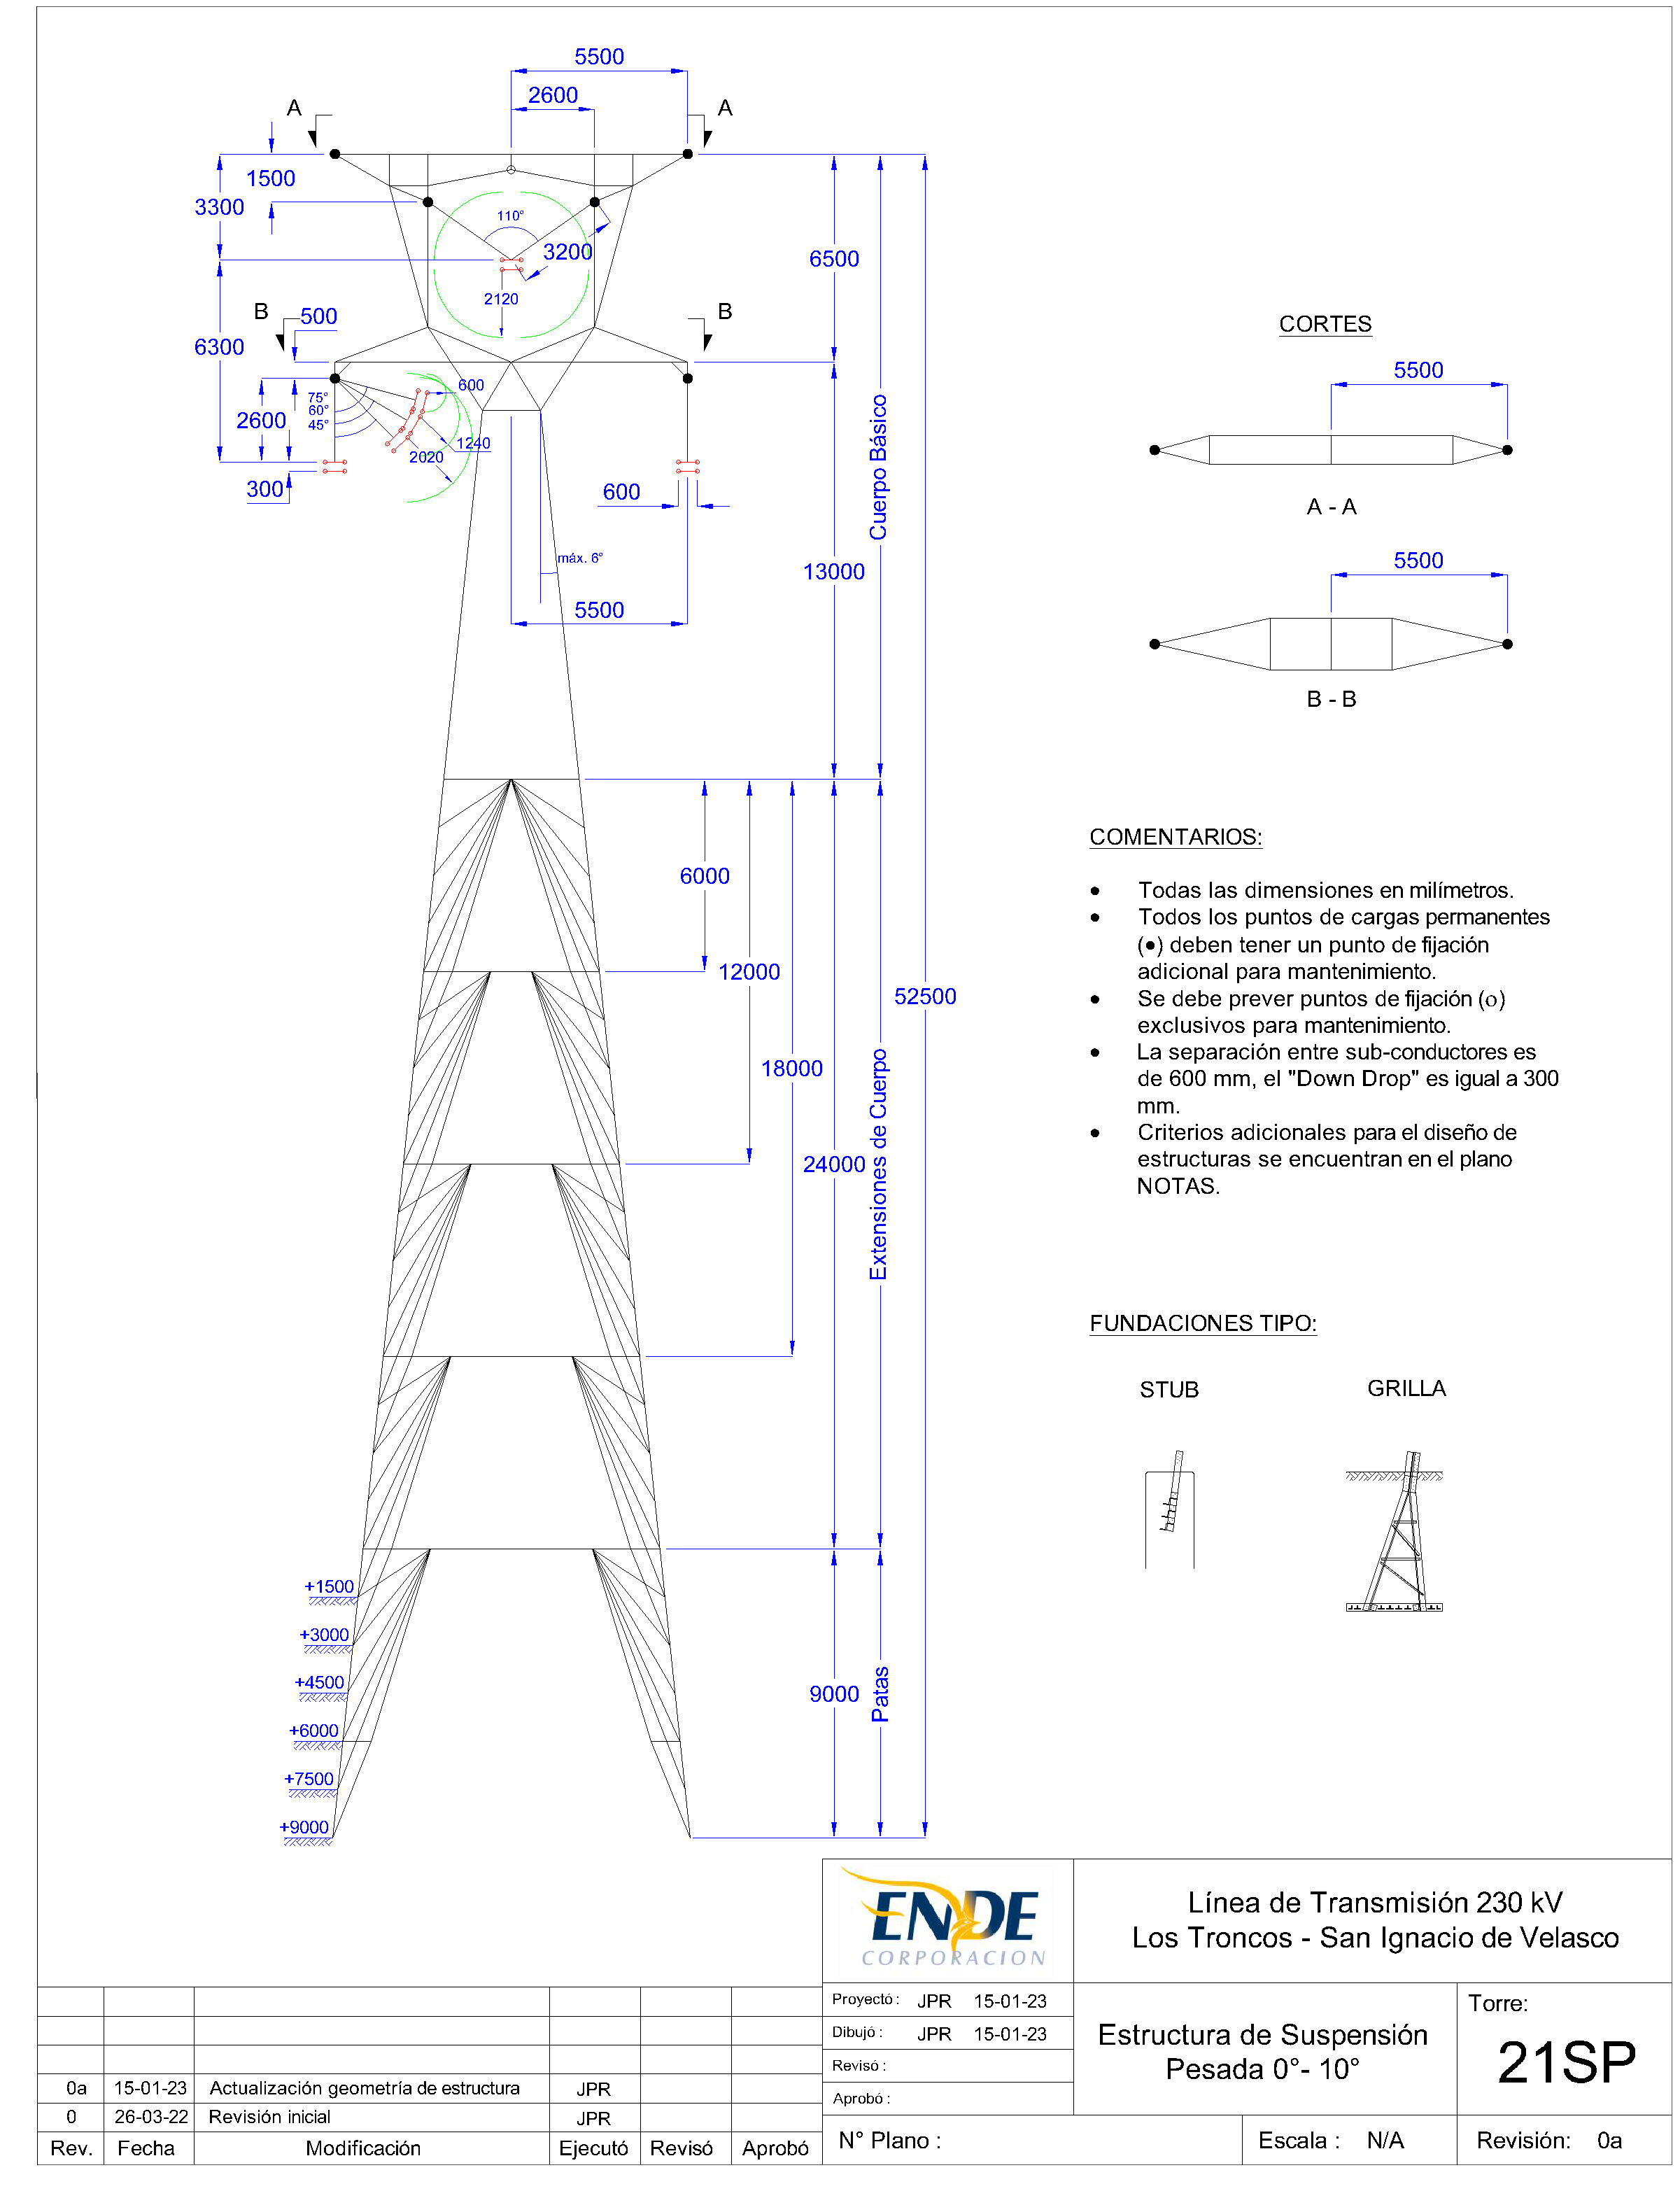 5500
2600
A
A
1500
3300
110°
3200
6500
2120
B
B
500
6300
600
75°
60°
45°
2600
1240
2020
300
600
Cuerpo Básico
máx. 6°
13000
5500
CORTES
5500
A - A
5500
B - B
6000
12000
52500
18000
24000
Extensiones de Cuerpo
COMENTARIOS:
● Todas las dimensiones en milímetros.
● Todos los puntos de cargas permanentes
(●) deben tener un punto de fijación
adicional para mantenimiento.
● Se debe prever puntos de fijación (o)
exclusivos para mantenimiento.
● La separación entre sub-conductores es
de 600 mm, el "Down Drop" es igual a 300
mm.
● Criterios adicionales para el diseño de
estructuras se encuentran en el plano
NOTAS.
FUNDACIONES TIPO:
STUB GRILLA
+1500
+3000
+4500
+6000
+7500
+9000
9000
Patas
ENDE
CORPORACION
Línea de Transmisión 230 kV
Los Troncos - San Ignacio de Velasco
Proyectó : JPR 15-01-23
Dibujó : JPR 15-01-23
Revisó :
Aprobó :
Estructura de Suspensión
Pesada 0°- 10°
Torre:
21SP
N° Plano :
Escala : N/A
Revisión: 0a
0a 15-01-23 Actualización geometría de estructura JPR
0 26-03-22 Revisión inicial JPR
Rev. Fecha Modificación Ejecutó Revisó Aprobó